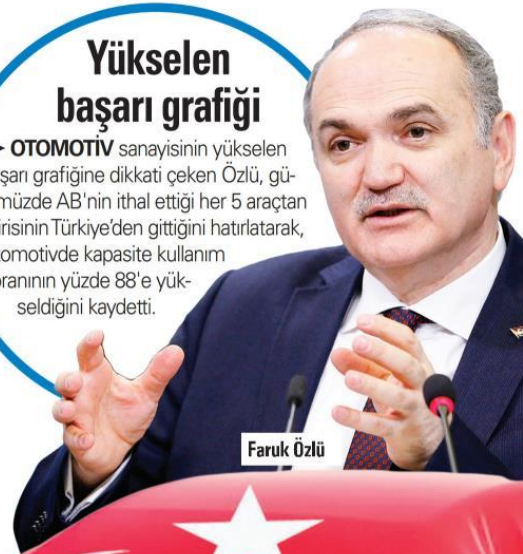 Yükselen
başarı grafiği
OTOMOTİV sanayisinin yükselen
şarı grafiğine dikkati çeken Özlü, gü-
müzde AB'nin ithal ettiği her 5 araçtan
irisinin Türkiye'den gittiğini hatırlatarak,
tomotivde kapasite kullanım
oranının yüzde 88'e yük-
seldiğini kaydetti.
Faruk Özlü